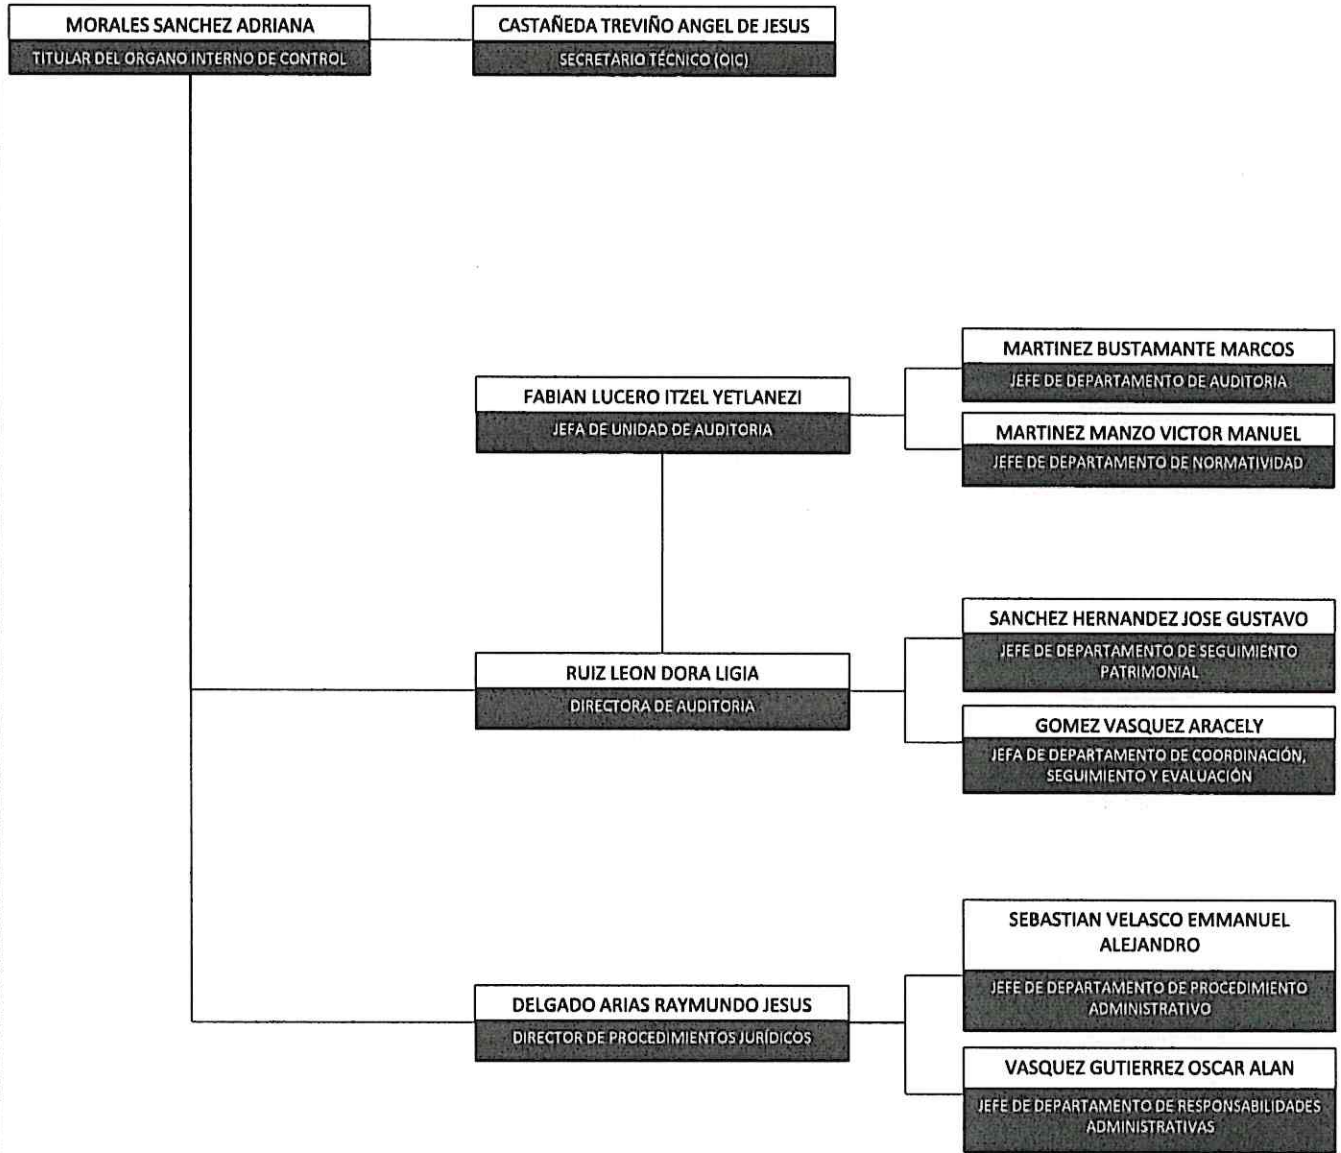 MORALES SANCHEZ ADRIANA
TITULAR DEL ORGANO INTERNO DE CONTROL
CASTAÑEDA TREVIÑO ANGEL DE JESUS
SECRETARIO TÉCNICO (OIC)
FABIAN LUCERO ITZEL YETLANEZI
JEFA DE UNIDAD DE AUDITORIA
MARTINEZ BUSTAMANTE MARCOS
JEFE DE DEPARTAMENTO DE AUDITORIA
MARTINEZ MANZO VICTOR MANUEL
JEFE DE DEPARTAMENTO DE NORMATIVIDAD
RUIZ LEON DORA LIGIA
DIRECTORA DE AUDITORIA
SANCHEZ HERNANDEZ JOSE GUSTAVO
JEFE DE DEPARTAMENTO DE SEGUIMIENTO
PATRIMONIAL
GOMEZ VASQUEZ ARACELY
JEFA DE DEPARTAMENTO DE COORDINACIÓN,
SEGUIMIENTO Y EVALUACIÓN
DELGADO ARIAS RAYMUNDO JESUS
DIRECTOR DE PROCEDIMIENTOS JURÍDICOS
SEBASTIAN VELASCO EMMANUEL
ALEJANDRO
JEFE DE DEPARTAMENTO DE PROCEDIMIENTO
ADMINISTRATIVO
VASQUEZ GUTIERREZ OSCAR ALAN
JEFE DE DEPARTAMENTO DE RESPONSABILIDADES
ADMINISTRATIVAS